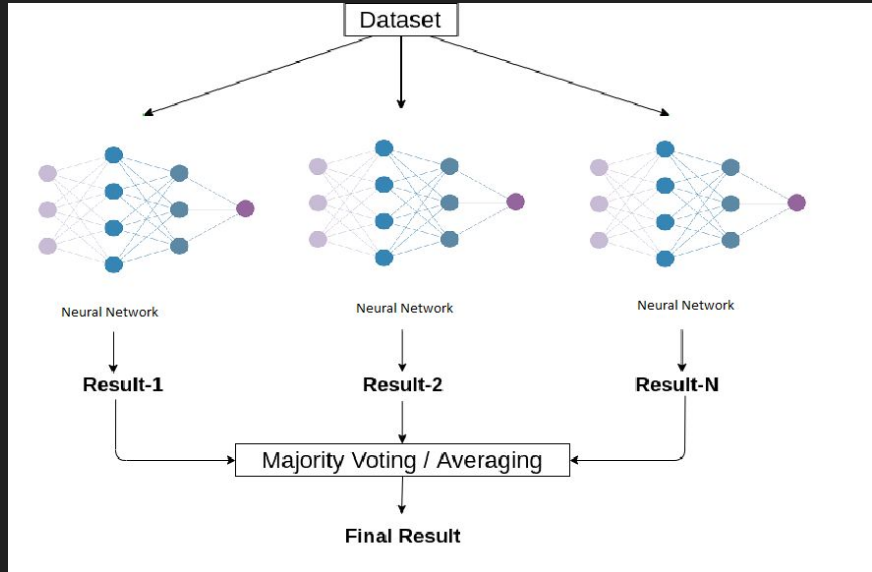 Dataset
Neural Network
Neural Network
Neural Network
Result-1
Result-2
Result-N
Majority Voting / Averaging
Final Result